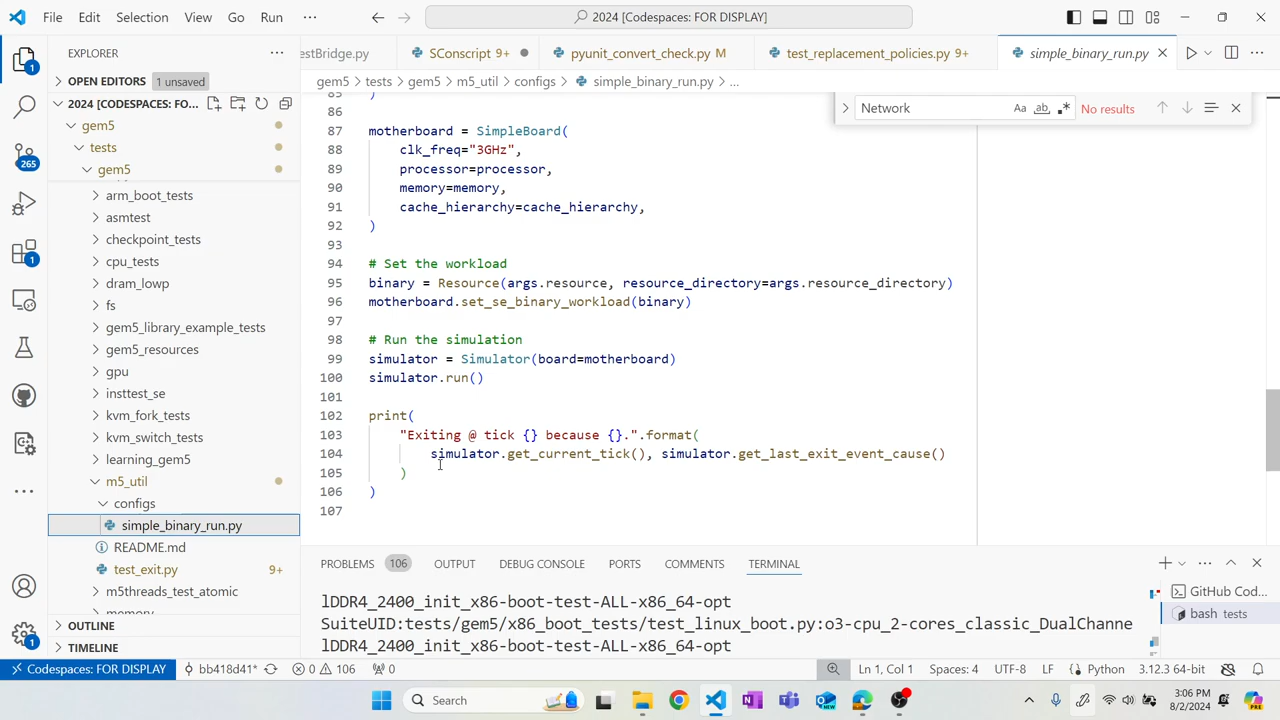 File Edit Selection View Go Run ··· 2024 [Codespaces: FOR DISPLAY]
EXPLORER ···
estBridge.py SConscript 9+ pyunit_convert_check.py M test_replacement_policies.py 9+ simple_binary_run.py
OPEN EDITORS 1 unsaved
gem5 > tests > gem5 > m5_util > configs > simple_binary_run.py > ...
2024 [CODESPACES: FO...
Network Aa ab .* No results
gem5
tests
gem5
arm_boot_tests
asmtest
checkpoint_tests
cpu_tests
dram_lowp
fs
gem5_library_example_tests
gem5_resources
gpu
insttest_se
kvm_fork_tests
kvm_switch_tests
learning_gem5
m5_util
configs
simple_binary_run.py
README.md
test_exit.py 9+
m5threads_test_atomic
memory
OUTLINE
TIMELINE
1
265
1
1
85 )
86
87 motherboard = SimpleBoard(
88 clk_freq="3GHz",
89 processor=processor,
90 memory=memory,
91 cache_hierarchy=cache_hierarchy,
92 )
93
94 # Set the workload
95 binary = Resource(args.resource, resource_directory=args.resource_directory)
96 motherboard.set_se_binary_workload(binary)
97
98 # Run the simulation
99 simulator = Simulator(board=motherboard)
100 simulator.run()
101
102 print(
103 "Exiting @ tick {} because {}.".format(
104 simulator.get_current_tick(), simulator.get_last_exit_event_cause()
105 )
106 )
107
PROBLEMS 106 OUTPUT DEBUG CONSOLE PORTS COMMENTS TERMINAL
lDDR4_2400_init_x86-boot-test-ALL-x86_64-opt
SuiteUID:tests/gem5/x86_boot_tests/test_linux_boot.py:o3-cpu_2-cores_classic_DualChanne
lDDR4_2400_init_x86-boot-test-ALL-x86_64-opt
GitHub Cod...
bash tests
Codespaces: FOR DISPLAY bb418d41* 0 106 0 Ln 1, Col 1 Spaces: 4 UTF-8 LF Python 3.12.3 64-bit
Search
3:06 PM
8/2/2024